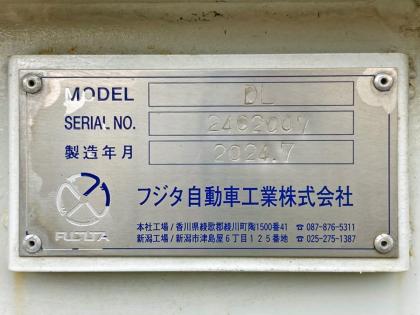 MODEL DL
SERIAL NO. 2402007
製造年月 2024.7
フジタ自動車工業株式会社
FUJITA
本社工場/香川県綾歌郡綾川町陶1500番41 ☎087-876-5311
新潟工場/新潟市津島屋6丁目125番地 ☎025-275-1387